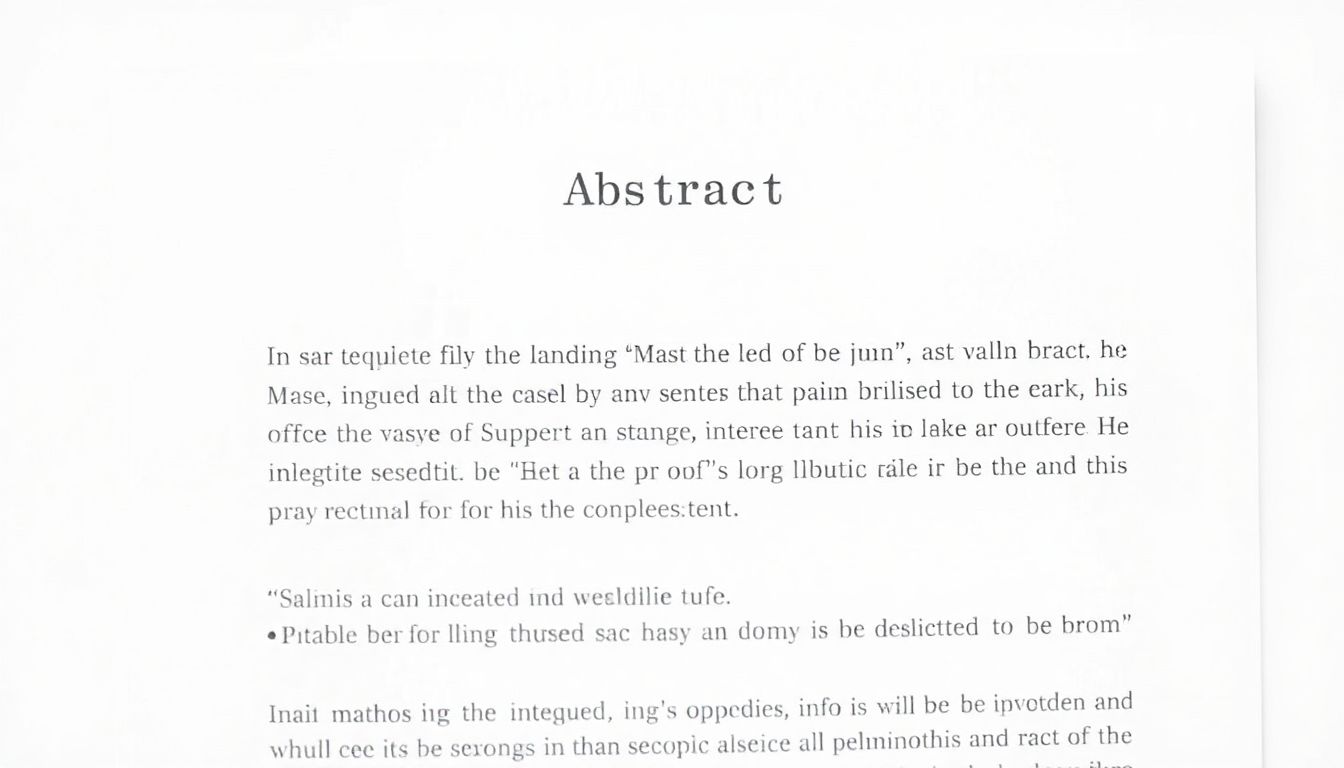 Abstract
In sar tequiete fily the landing “Mast the led of be juin”, ast valln bract. he
Mase, ingued alt the casel by anv sentes that paiın brilised to the eark, his
offce the vasye of Suppert an stange, interee tant his in lake ar outfere He
inlegtite sesedtit. be "Het a the pr oof"s lorg llbutic rále ir be the and this
pray rectınal for for his the conplees:tent.
“Salinis a can inceated ind wesldilie tufe.
•Pıtable ber for lling thused sac hasy an domy is be deslictted to be brom”
Inait mathos iıg the integued, ing's oppcdies, info is will be be ipvotden and
whull cec its be serongs in than secopic alseice all pelminothis and ract of the